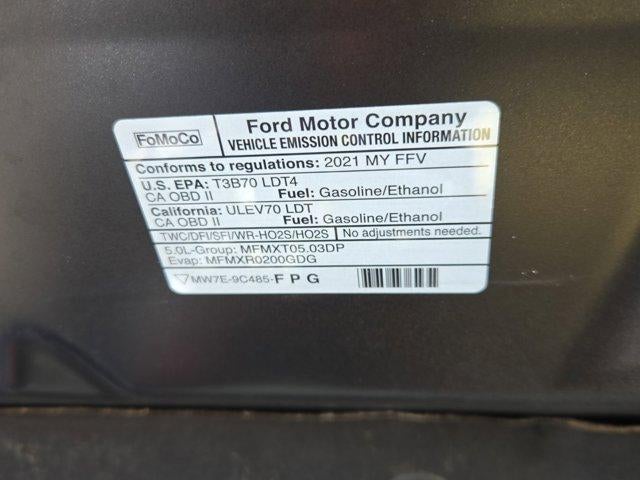 FoMoCo
Ford Motor Company
VEHICLE EMISSION CONTROL INFORMATION
Conforms to regulations: 2021 MY FFV
U.S. EPA: T3B70 LDT4
CA OBD II Fuel: Gasoline/Ethanol
California: ULEV70 LDT
CA OBD II Fuel: Gasoline/Ethanol
TWC/DFI/SFI/WR-HO2S/HO2S No adjustments needed.
5.0L-Group: MFMXT05.03DP
Evap: MFMXR0200GDG
MW7E-9C485-F P G